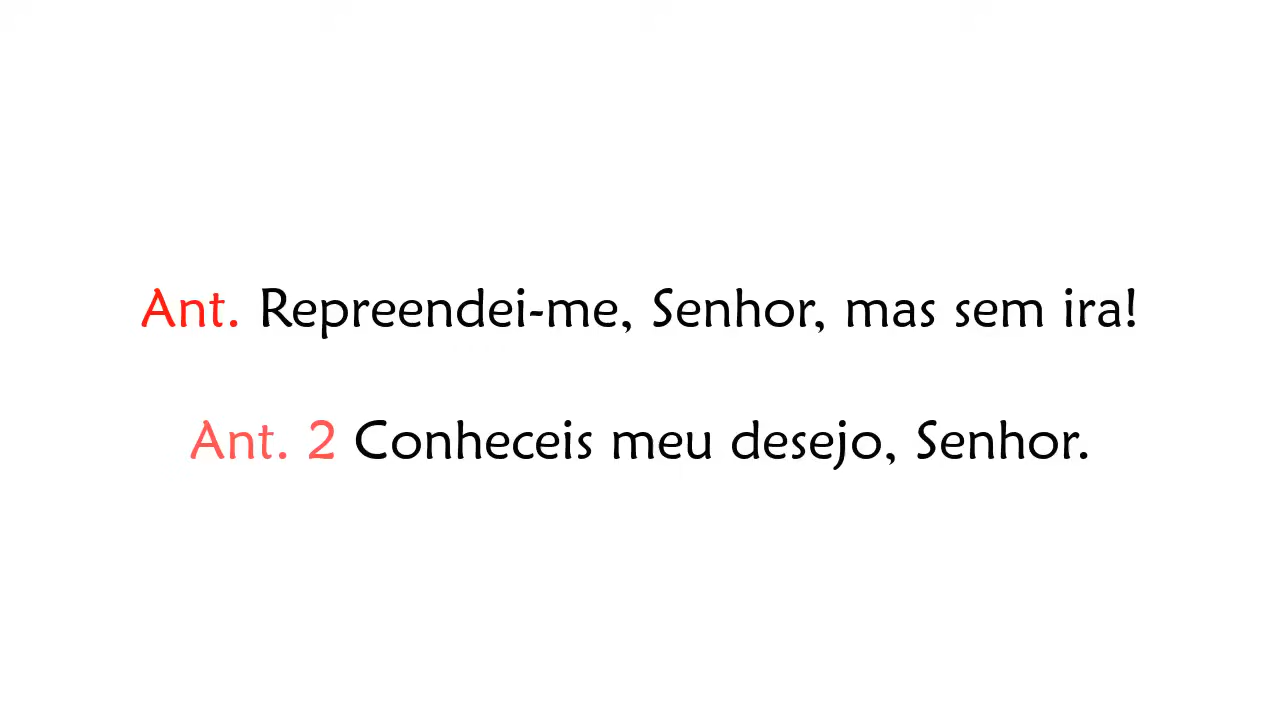 Ant. Repreendei-me, Senhor, mas sem ira!
Ant. 2 Conheceis meu desejo, Senhor.